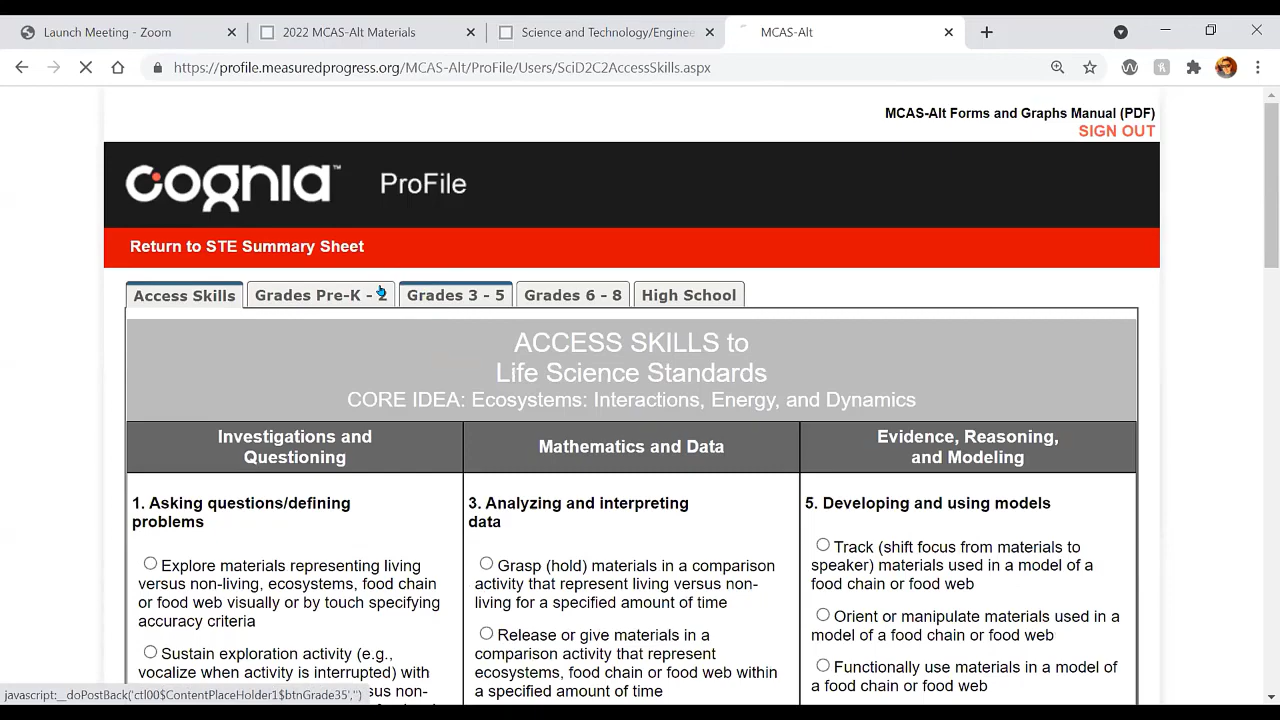 Launch Meeting - Zoom
2022 MCAS-Alt Materials
Science and Technology/Enginee
MCAS-Alt
https://profile.measuredprogress.org/MCAS-Alt/ProFile/Users/SciD2C2AccessSkills.aspx
MCAS-Alt Forms and Graphs Manual (PDF)
SIGN OUT
cognia™ ProFile
Return to STE Summary Sheet
Access Skills
Grades Pre-K - 2
Grades 3 - 5
Grades 6 - 8
High School
ACCESS SKILLS to
Life Science Standards
CORE IDEA: Ecosystems: Interactions, Energy, and Dynamics
Investigations and
Questioning
Mathematics and Data
Evidence, Reasoning,
and Modeling
1. Asking questions/defining
problems
Explore materials representing living
versus non-living, ecosystems, food chain
or food web visually or by touch specifying
accuracy criteria
Sustain exploration activity (e.g.,
vocalize when activity is interrupted) with
sus non-
3. Analyzing and interpreting
data
Grasp (hold) materials in a comparison
activity that represent living versus non-
living for a specified amount of time
Release or give materials in a
comparison activity that represent
ecosystems, food chain or food web within
a specified amount of time
5. Developing and using models
Track (shift focus from materials to
speaker) materials used in a model of a
food chain or food web
Orient or manipulate materials used in a
model of a food chain or food web
Functionally use materials in a model of
a food chain or food web
javascript:__doPostBack('ctl00$ContentPlaceHolder1$btnGrade35','')